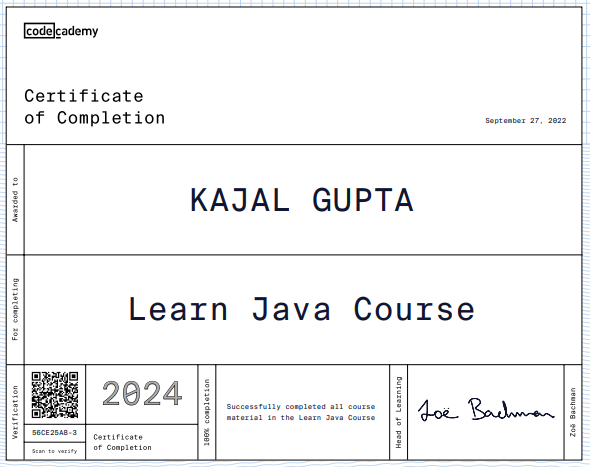 codecademy
Certificate
of Completion
September 27, 2022
Awarded to
KAJAL GUPTA
For completing
Learn Java Course
Verification
56CE25A8-3
Scan to verify
2024
Certificate
of Completion
100% completion
Successfully completed all course
material in the Learn Java Course
Head of Learning
Zoë Bachman
Zoë Bachman